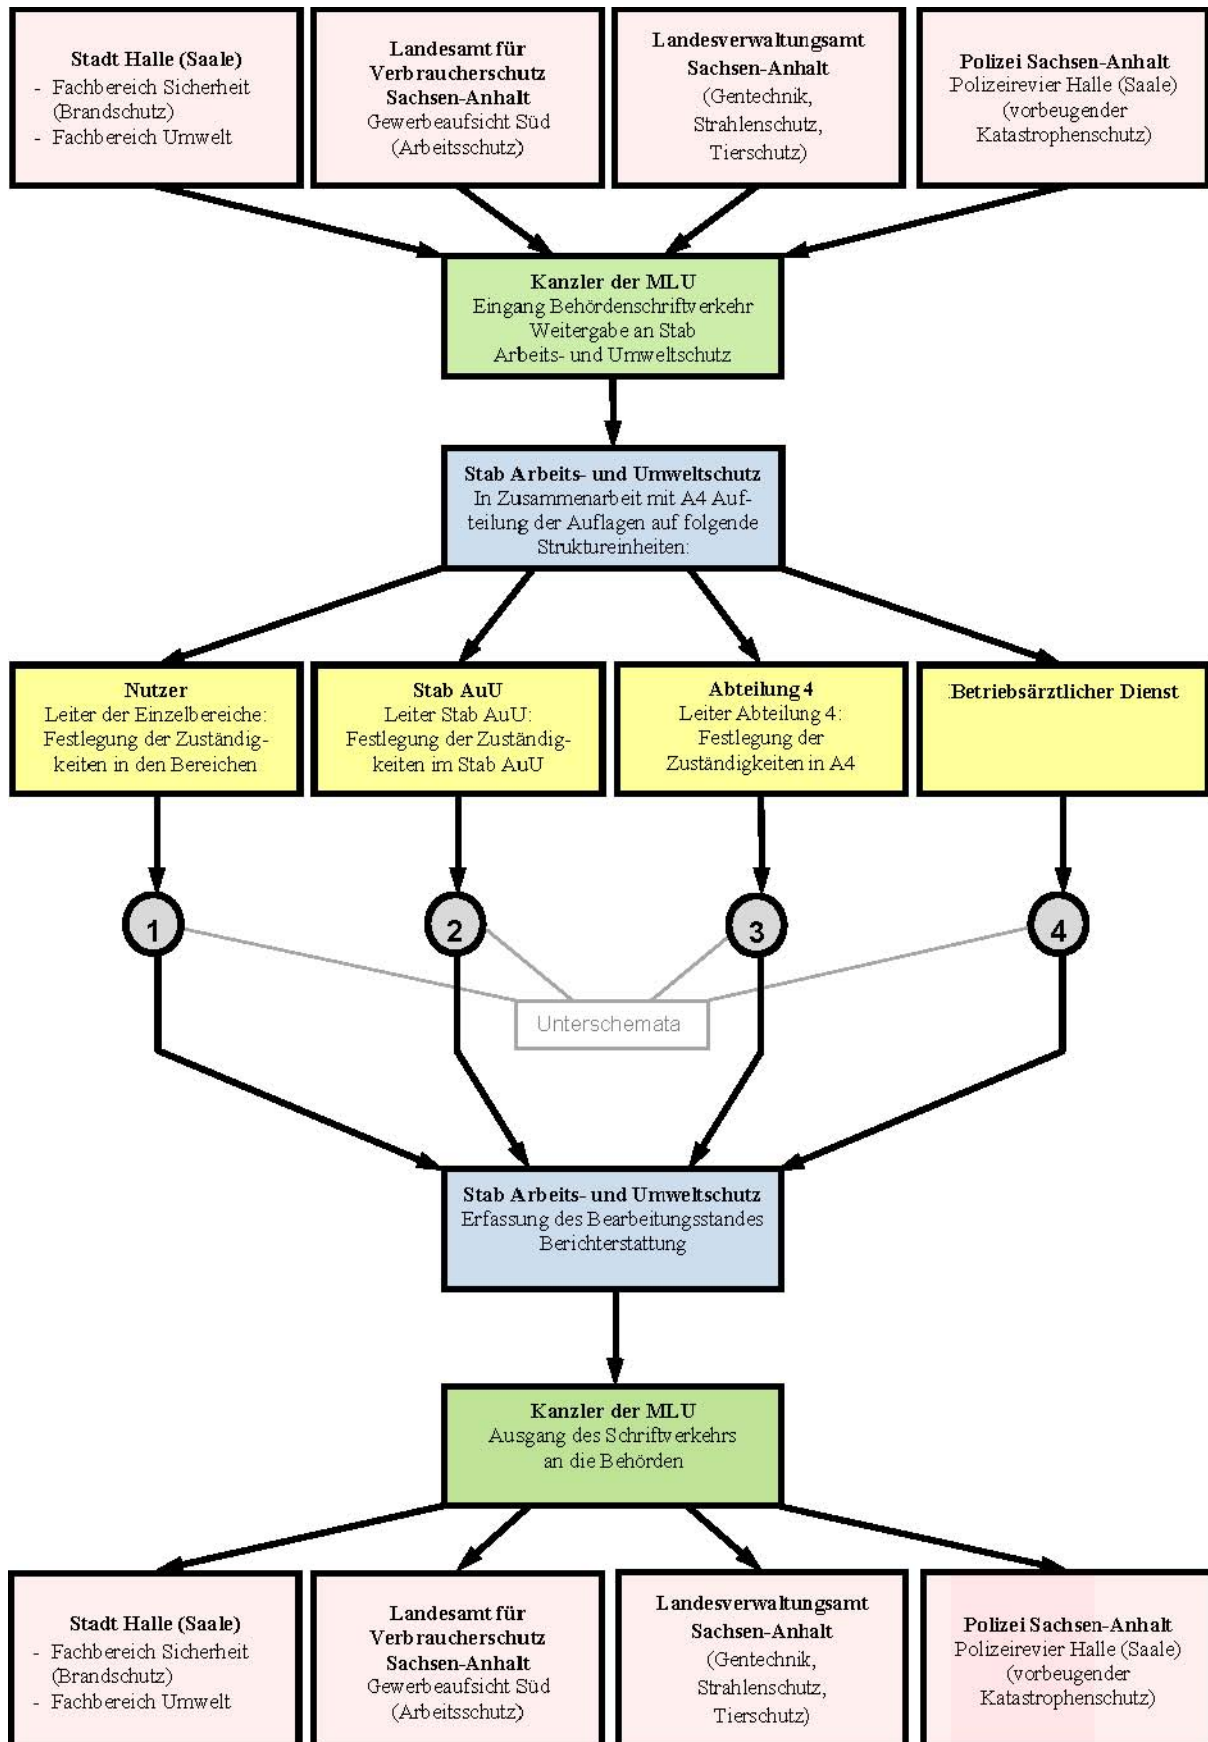 Stadt Halle (Saale)
- Fachbereich Sicherheit
(Brandschutz)
- Fachbereich Umwelt
Landesamt für
Verbraucherschutz
Sachsen-Anhalt
Gewerbeaufsicht Süd
(Arbeitsschutz)
Landesverwaltungsamt
Sachsen-Anhalt
(Gentechnik,
Strahlenschutz,
Tierschutz)
Polizei Sachsen-Anhalt
Polizeirevier Halle (Saale)
(vorbeugender
Katastrophenschutz)
Kanzler der MLU
Eingang Behördenschriftverkehr
Weitergabe an Stab
Arbeits- und Umweltschutz
Stab Arbeits- und Umweltschutz
In Zusammenarbeit mit A4 Auf-
teilung der Auflagen auf folgende
Struktureinheiten:
Nutzer
Leiter der Einzelbereiche:
Festlegung der Zuständig-
keiten in den Bereichen
Stab AuU
Leiter Stab AuU:
Festlegung der Zuständig-
keiten im Stab AuU
Abteilung 4
Leiter Abteilung 4:
Festlegung der
Zuständigkeiten in A4
Betriebsärztlicher Dienst
1
2
3
4
Unterschemata
Stab Arbeits- und Umweltschutz
Erfassung des Bearbeitungsstandes
Berichterstattung
Kanzler der MLU
Ausgang des Schriftverkehrs
an die Behörden
Stadt Halle (Saale)
- Fachbereich Sicherheit
(Brandschutz)
- Fachbereich Umwelt
Landesamt für
Verbraucherschutz
Sachsen-Anhalt
Gewerbeaufsicht Süd
(Arbeitsschutz)
Landesverwaltungsamt
Sachsen-Anhalt
(Gentechnik,
Strahlenschutz,
Tierschutz)
Polizei Sachsen-Anhalt
Polizeirevier Halle (Saale)
(vorbeugender
Katastrophenschutz)